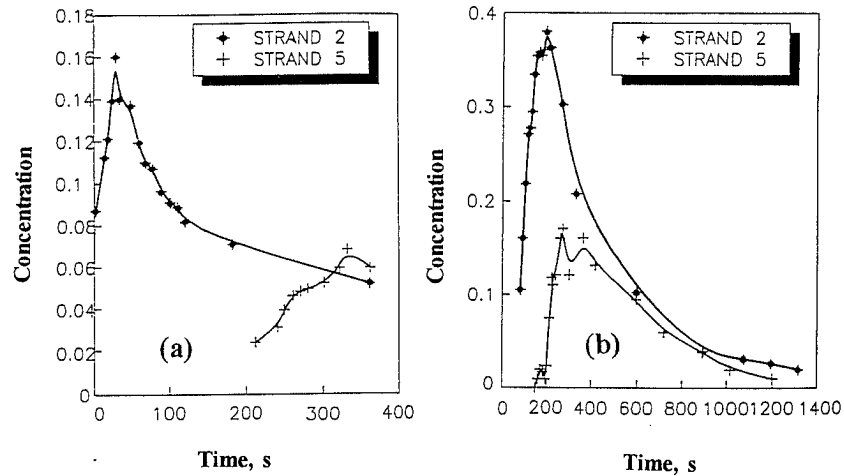 0.18
0.16
0.14
0.12
0.1
0.08
0.06
0.04
0.02
0
Concentration
STRAND 2
STRAND 5
(a)
0 100 200 300 400
Time, s
0.4
0.3
0.2
0.1
0
Concentration
STRAND 2
STRAND 5
(b)
0 200 400 600 800 1000 1200 1400
Time, s